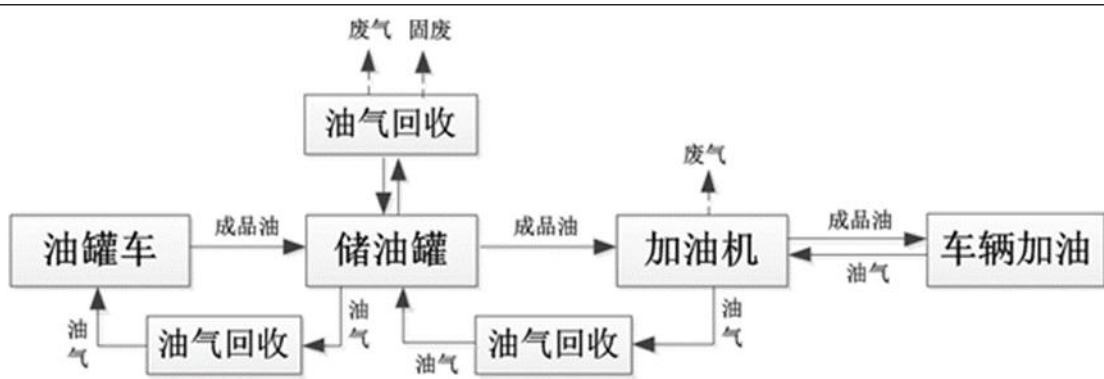 废气 固废
油气回收
废气
油罐车
成品油
储油罐
成品油
加油机
成品油
油气
车辆加油
油气
油气回收
油气
油气
油气回收
油气